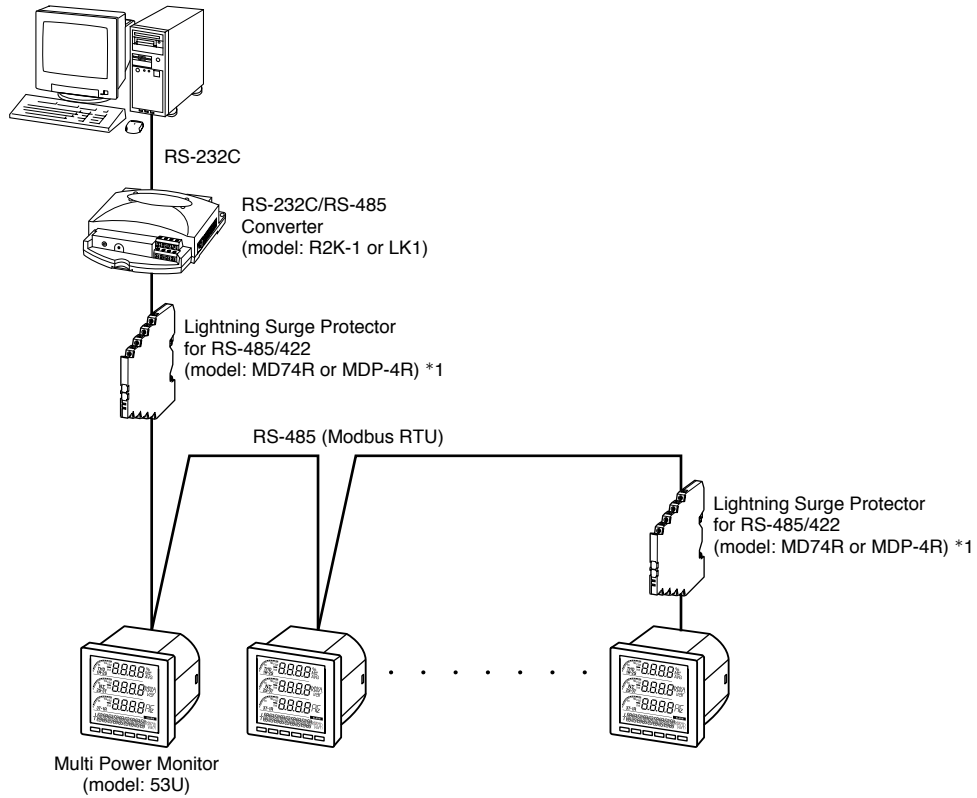 RS-232C
RS-232C/RS-485
Converter
(model: R2K-1 or LK1)
Lightning Surge Protector
for RS-485/422
(model: MD74R or MDP-4R) *1
RS-485 (Modbus RTU)
Lightning Surge Protector
for RS-485/422
(model: MD74R or MDP-4R) *1
Multi Power Monitor
(model: 53U)